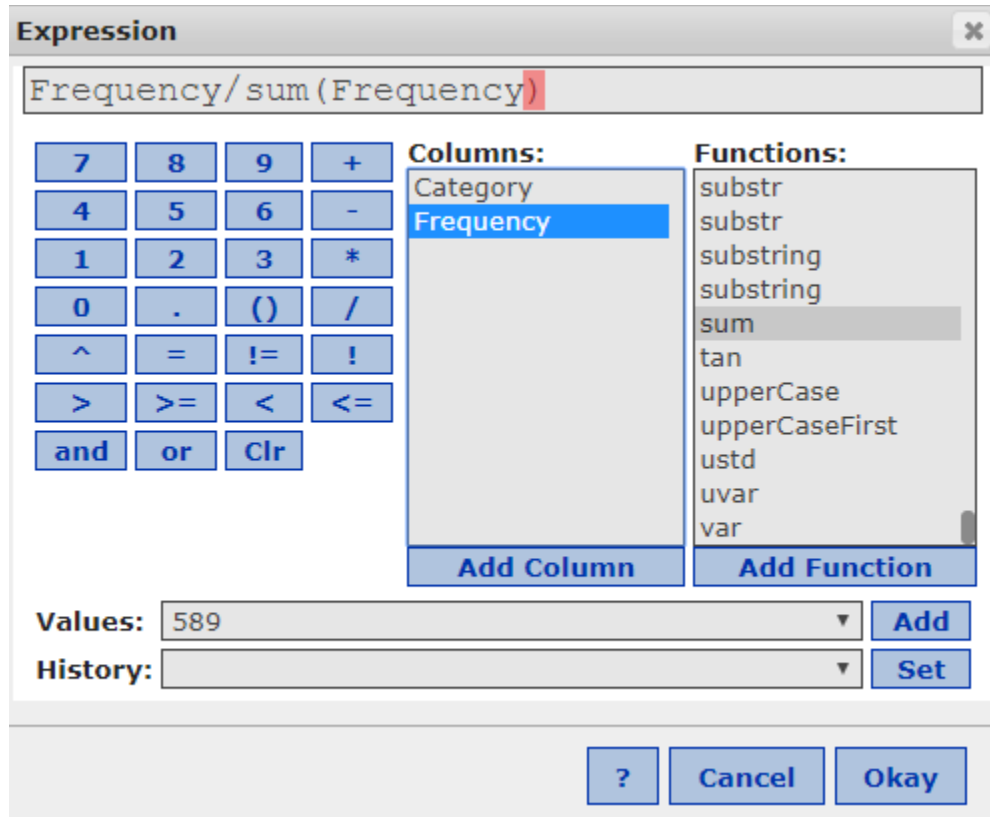 Expression
Frequency/sum(Frequency)
7 8 9 +
4 5 6 -
1 2 3 *
0 . () /
^ = != !
> >= < <=
and or Clr
Columns:
Category
Frequency
Add Column
Functions:
substr
substr
substring
substring
sum
tan
upperCase
upperCaseFirst
ustd
uvar
var
Add Function
Values: 589 Add
History: Set
? Cancel Okay